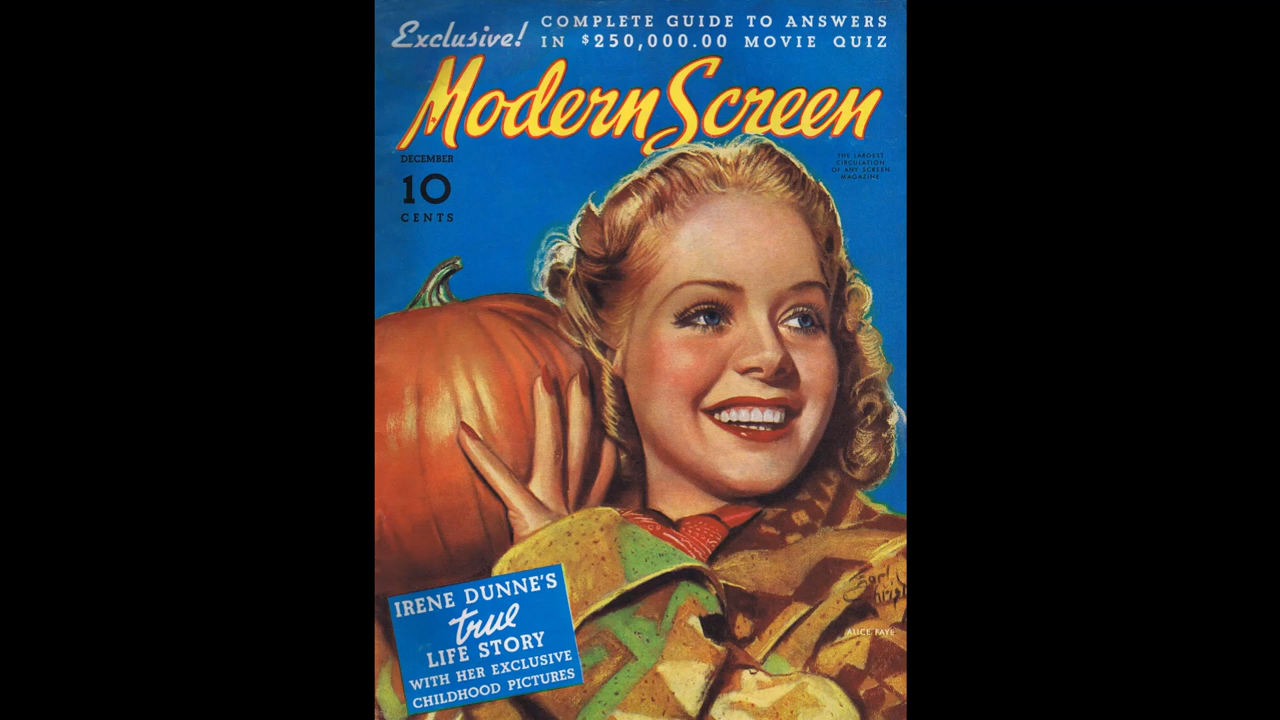 Exclusive!
COMPLETE GUIDE TO ANSWERS
IN $250,000.00 MOVIE QUIZ
Modern Screen
DECEMBER
10
CENTS
THE LARGEST
CIRCULATION
OF ANY SCREEN
MAGAZINE
IRENE DUNNE'S
true
LIFE STORY
WITH HER EXCLUSIVE
CHILDHOOD PICTURES
Earl
ALICE FAYE